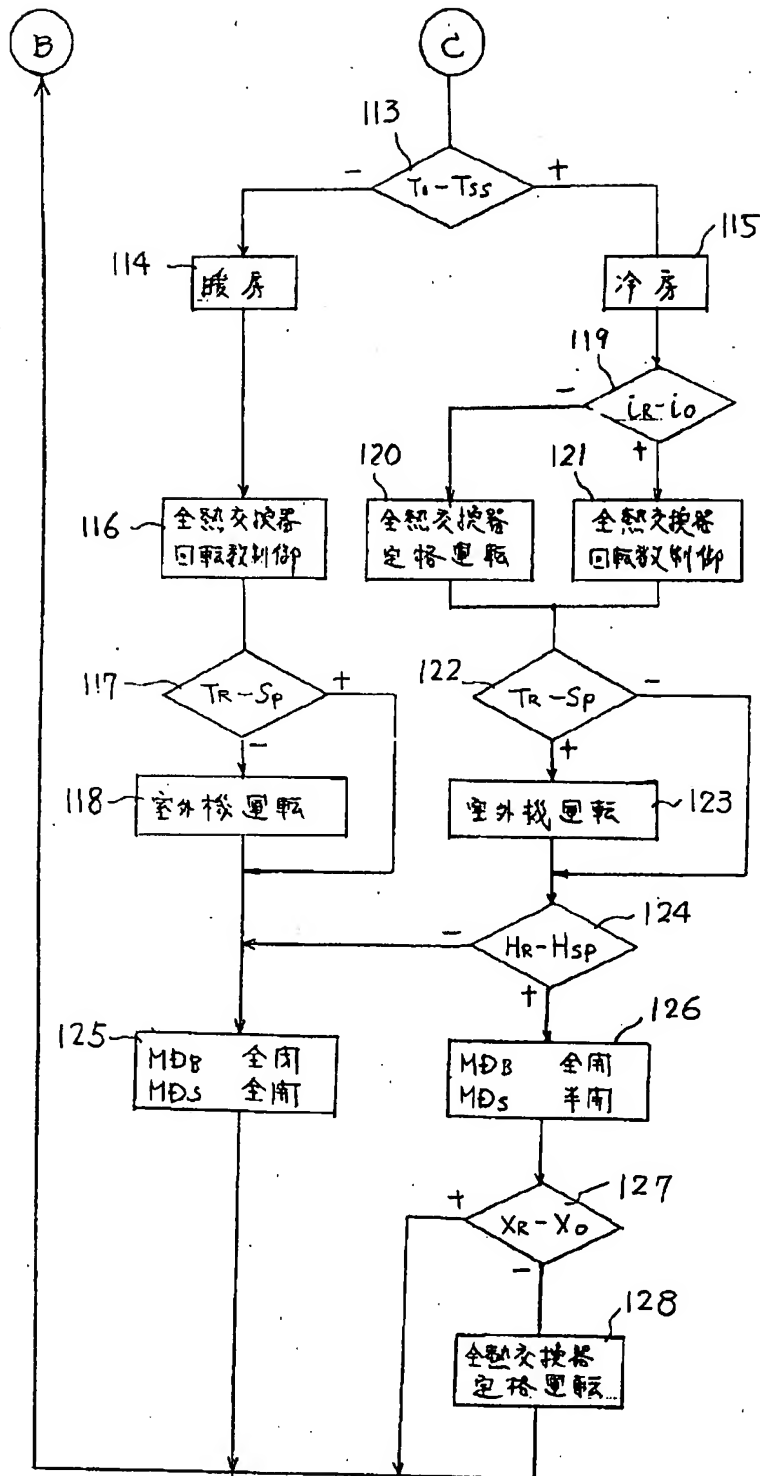 B
C
113
− To-Tss +
114
暖房
115
冷房
119
− iR-io
+
120
全熱交換器
定格運転
121
全熱交換器
回転数制御
116
全熱交換器
回転数制御
117
TR-SP +
−
122
TR-SP −
+
118
室外機運転
室外機運転
123
124
− HR-HSP
+
125
MDB 全閉
MDS 全開
126
MDB 全開
MDS 半開
127
+ XR-XO
−
128
全熱交換器
定格運転